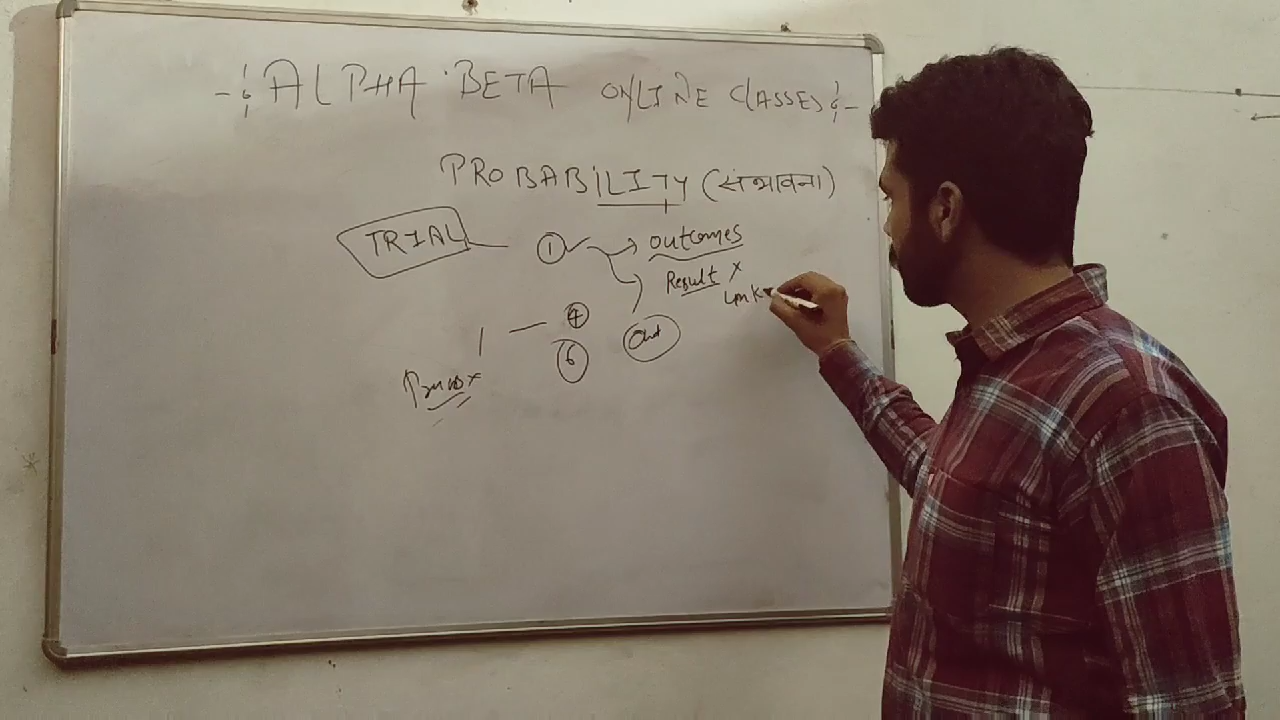 -:ALPHA BETA ONLINE CLASSES:-
PROBABILITY (संभावना)
TRIAL — ① → outcomes
Result ×
— ④
⑥
Out